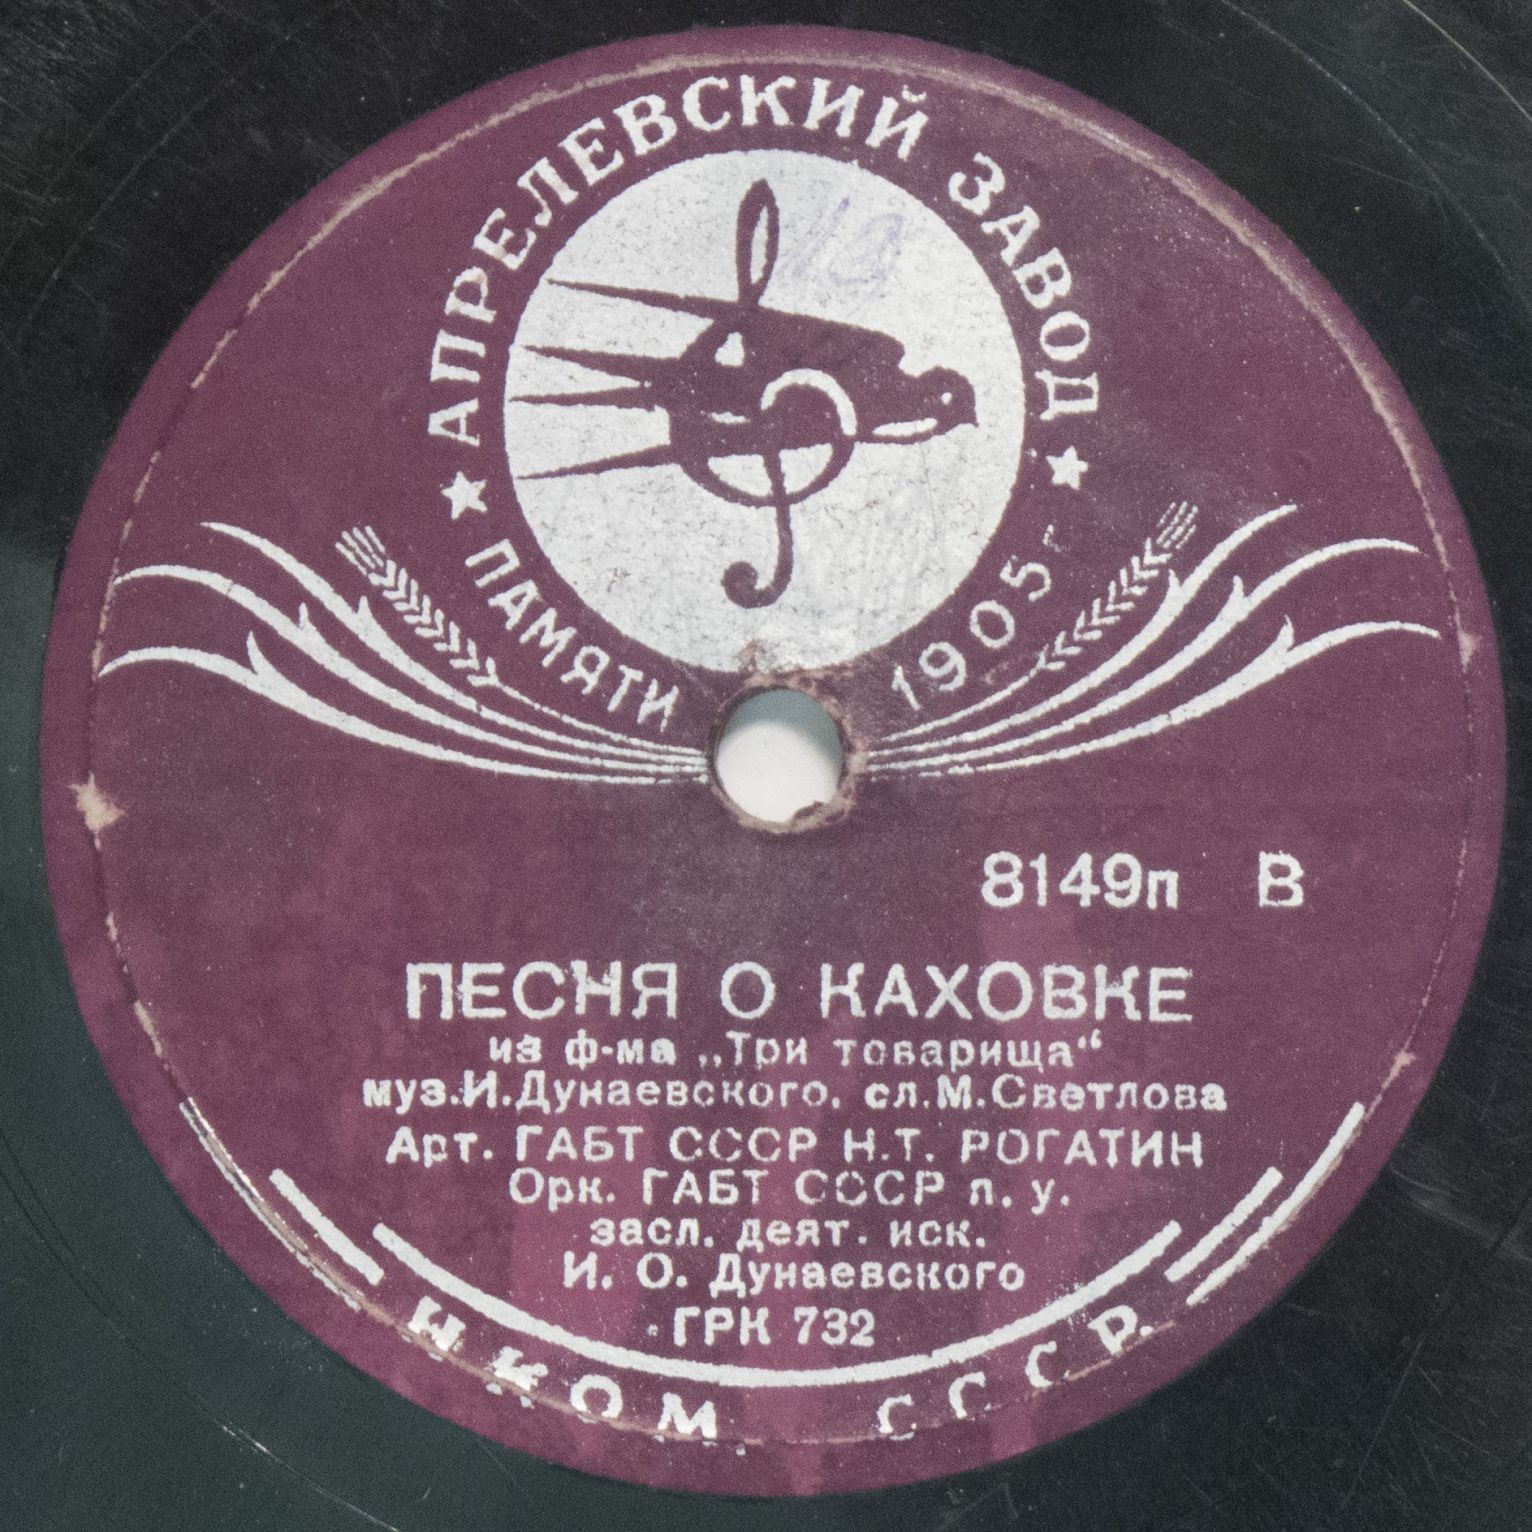 АПРЕЛЕВСКИЙ ЗАВОД
★ ПАМЯТИ 1905 г ★
8149п В
ПЕСНЯ О КАХОВКЕ
из ф-ма „Три товарища“
муз.И.Дунаевского, сл.М.Светлова
Арт. ГАБТ СССР Н.Т. РОГАТИН
Орк. ГАБТ СССР п. у.
засл. деят. иск.
И. О. Дунаевского
ГРК 732
НКОМ СССР.